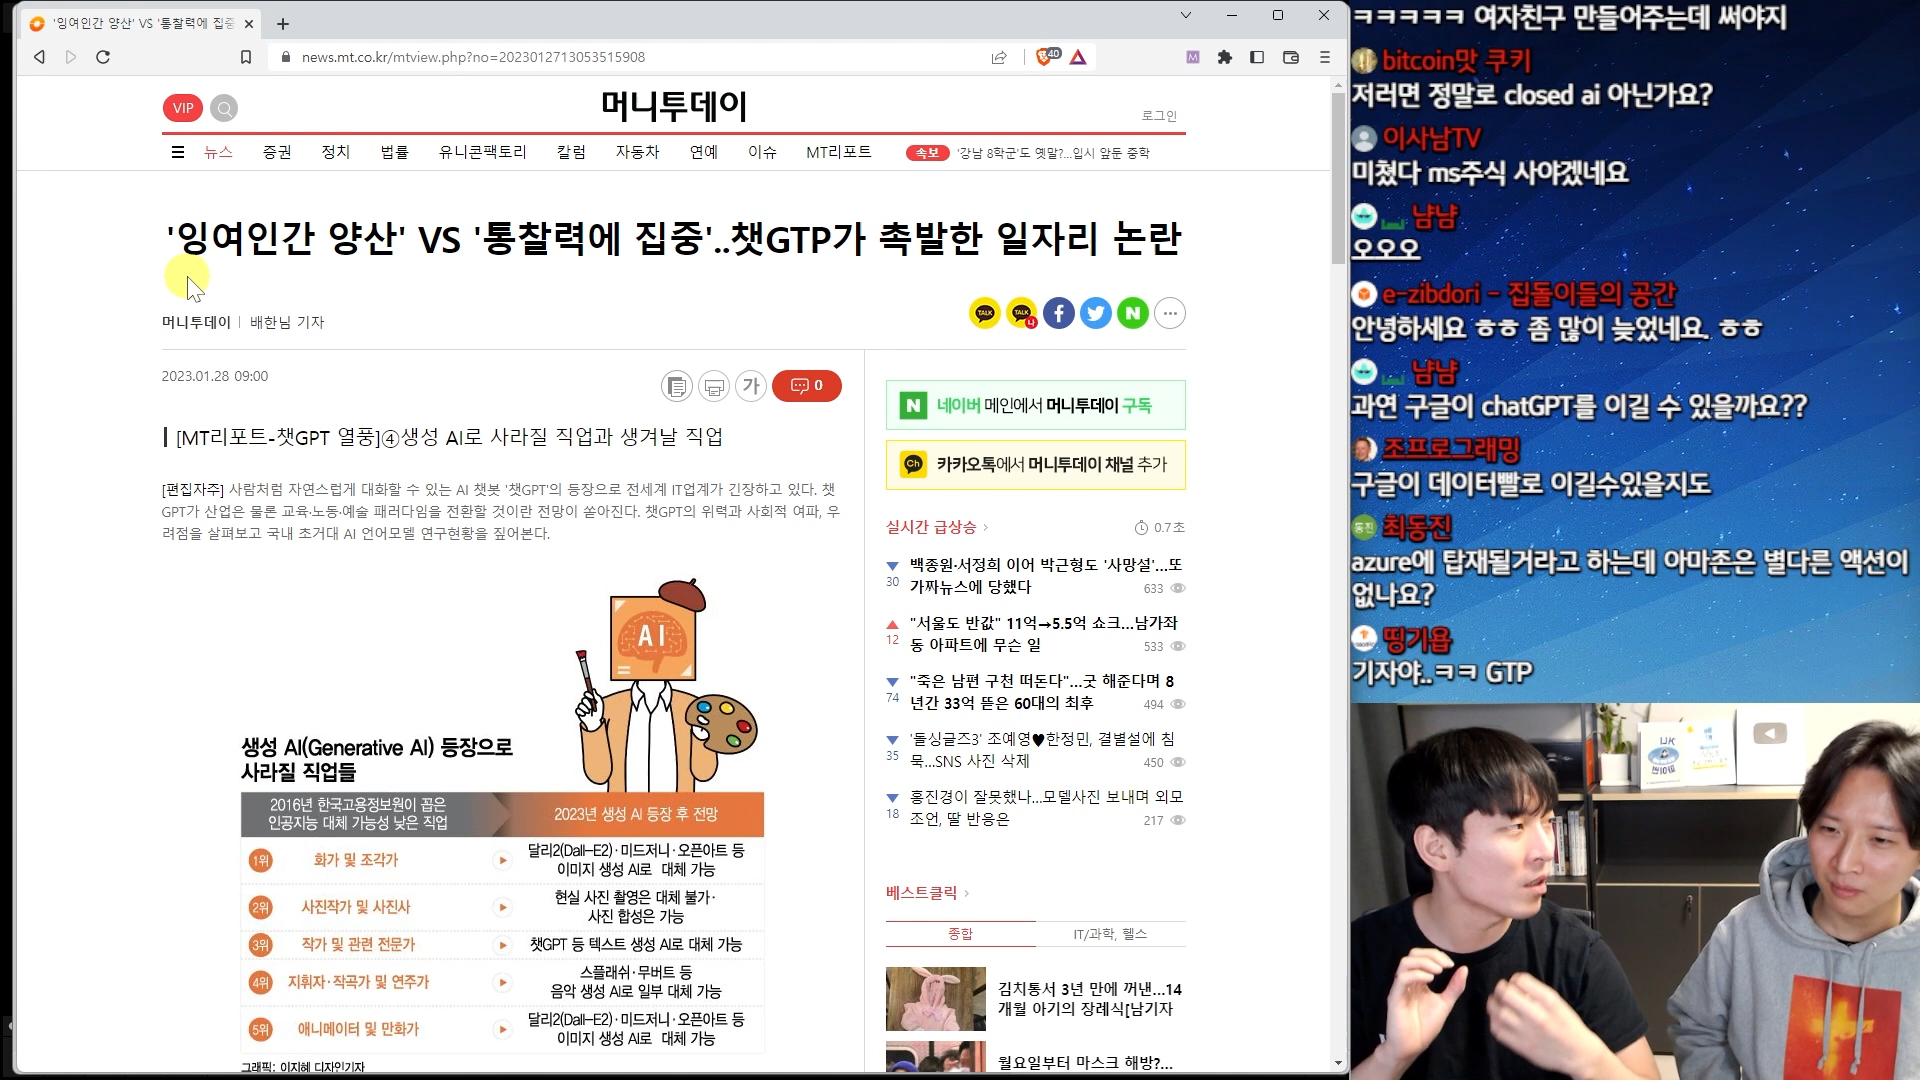 '잉여인간 양산' VS '통찰력에 집중
news.mt.co.kr/mtview.php?no=2023012713053515908
40
VIP
머니투데이
로그인
뉴스 증권 정치 법률 유니콘팩토리 칼럼 자동차 연예 이슈 MT리포트 속보 '강남 8학군'도 옛말?...입시 앞둔 중학
'잉여인간 양산' VS '통찰력에 집중'..챗GTP가 촉발한 일자리 논란
머니투데이 배한님 기자
TALK TALK
2023.01.28 09:00
가 0
[MT리포트-챗GPT 열풍]④생성 AI로 사라질 직업과 생겨날 직업
[편집자주] 사람처럼 자연스럽게 대화할 수 있는 AI 챗봇 '챗GPT'의 등장으로 전세계 IT업계가 긴장하고 있다. 챗
GPT가 산업은 물론 교육·노동·예술 패러다임을 전환할 것이란 전망이 쏟아진다. 챗GPT의 위력과 사회적 여파, 우
려점을 살펴보고 국내 초거대 AI 언어모델 연구현황을 짚어본다.
AI
생성 AI(Generative AI) 등장으로
사라질 직업들
2016년 한국고용정보원이 꼽은
인공지능 대체 가능성 낮은 직업
2023년 생성 AI 등장 후 전망
1위 화가 및 조각가
달리2(Dall-E2)·미드저니·오픈아트 등
이미지 생성 AI로 대체 가능
2위 사진작가 및 사진사
현실 사진 촬영은 대체 불가·
사진 합성은 가능
3위 작가 및 관련 전문가
챗GPT 등 텍스트 생성 AI로 대체 가능
4위 지휘자·작곡가 및 연주가
스플래쉬·무버트 등
음악 생성 AI로 일부 대체 가능
5위 애니메이터 및 만화가
달리2(Dall-E2)·미드저니·오픈아트 등
이미지 생성 AI로 대체 가능
그래픽: 이지혜 디자인기자
N 네이버 메인에서 머니투데이 구독
Ch 카카오톡에서 머니투데이 채널 추가
실시간 급상승
0.7초
30 백종원·서정희 이어 박근형도 '사망설'...또
가짜뉴스에 당했다 633
12 "서울도 반값" 11억→5.5억 쇼크...남가좌
동 아파트에 무슨 일 533
74 "죽은 남편 구천 떠돈다"...굿 해준다며 8
년간 33억 뜯은 60대의 최후 494
35 '돌싱글즈3' 조예영♥한정민, 결별설에 침
묵...SNS 사진 삭제 450
18 홍진경이 잘못했나...모델사진 보내며 외모
조언, 딸 반응은 217
베스트클릭
종합 IT/과학, 헬스
김치통서 3년 만에 꺼낸...14
개월 아기의 장례식[남기자
월요일부터 마스크 해방?...
ㅋㅋㅋㅋㅋ 여자친구 만들어주는데 써야지
bitcoin맛 쿠키
저러면 정말로 closed ai 아닌가요?
이사남TV
미쳤다 ms주식 사야겠네요
냠냠
오오오
e-zibdori - 집돌이들의 공간
안녕하세요 ㅎㅎ 좀 많이 늦었네요. ㅎㅎ
냠냠
과연 구글이 chatGPT를 이길 수 있을까요??
조프로그래밍
구글이 데이터빨로 이길수있을지도
동진 최동진
azure에 탑재될거라고 하는데 아마존은 별다른 액션이
없나요?
띵기욥
기자야..ㅋㅋ GTP